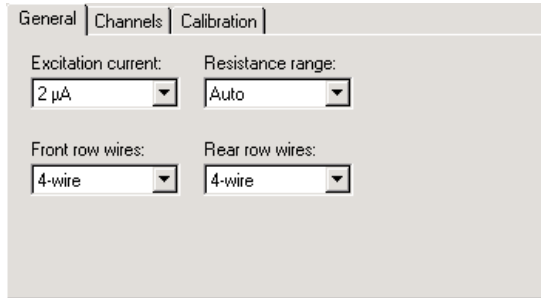 General Channels Calibration
Excitation current: Resistance range:
2 µA Auto
Front row wires: Rear row wires:
4-wire 4-wire